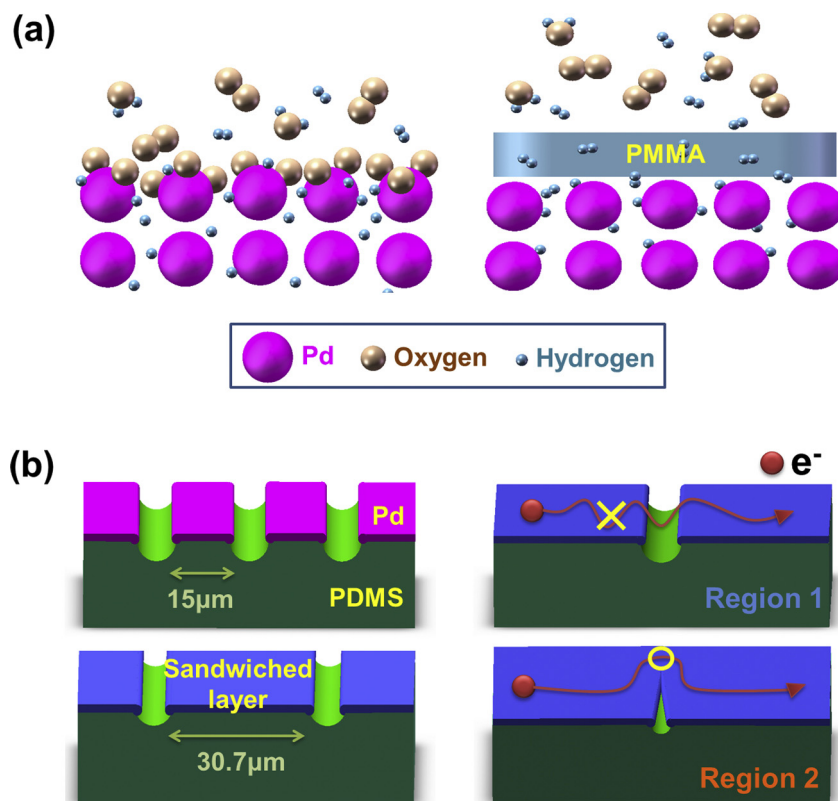 (a)
PMMA
Pd
Oxygen
Hydrogen
(b)
e⁻
Pd
15μm
PDMS
Region 1
Sandwiched
layer
30.7μm
Region 2